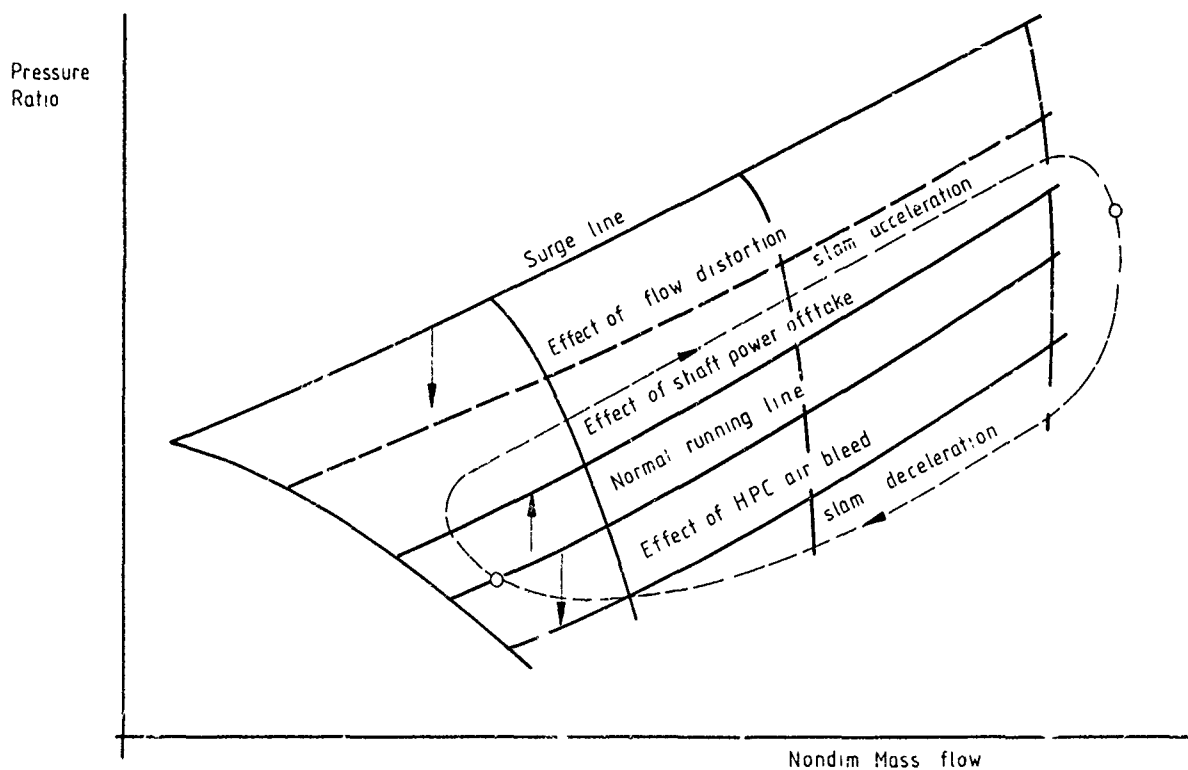 Pressure
Ratio
Surge line
Effect of flow distortion
slam acceleration
Effect of shaft power offtake
Normal running line
Effect of HPC air bleed
slam deceleration
Nondim Mass flow